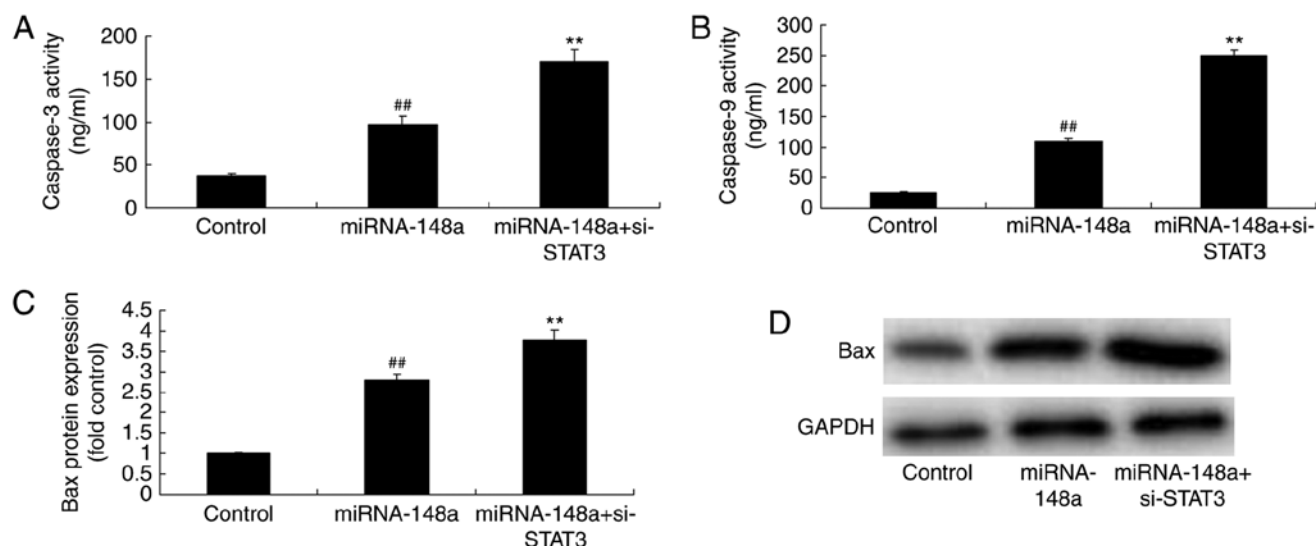 A
Caspase-3 activity
(ng/ml)
200
150
100
50
0
##
**
Control
miRNA-148a
miRNA-148a+si-
STAT3
B
Caspase-9 activity
(ng/ml)
300
250
200
150
100
50
0
##
**
Control
miRNA-148a
miRNA-148a+si-
STAT3
C
Bax protein expression
(fold control)
4.5
4
3.5
3
2.5
2
1.5
1
0.5
0
##
**
Control
miRNA-148a
miRNA-148a+si-
STAT3
D
Bax
GAPDH
Control
miRNA-
148a
miRNA-148a+
si-STAT3